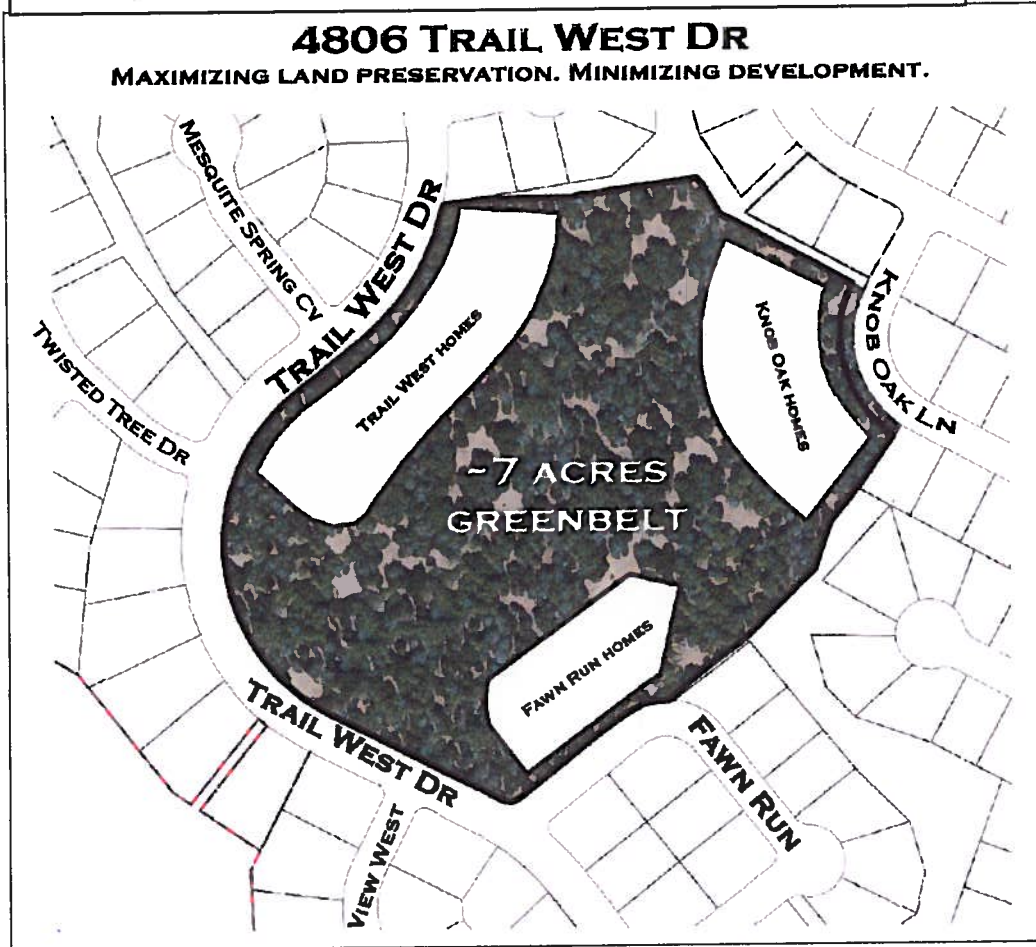 4806 TRAIL WEST DR
MAXIMIZING LAND PRESERVATION. MINIMIZING DEVELOPMENT.
MESQUITE SPRING CV
TRAIL WEST DR
TWISTED TREE DR
TRAIL WEST HOMES
KNOB OAK HOMES
KNOB OAK LN
~7 ACRES
GREENBELT
FAWN RUN HOMES
TRAIL WEST DR
FAWN RUN
VIEW WEST